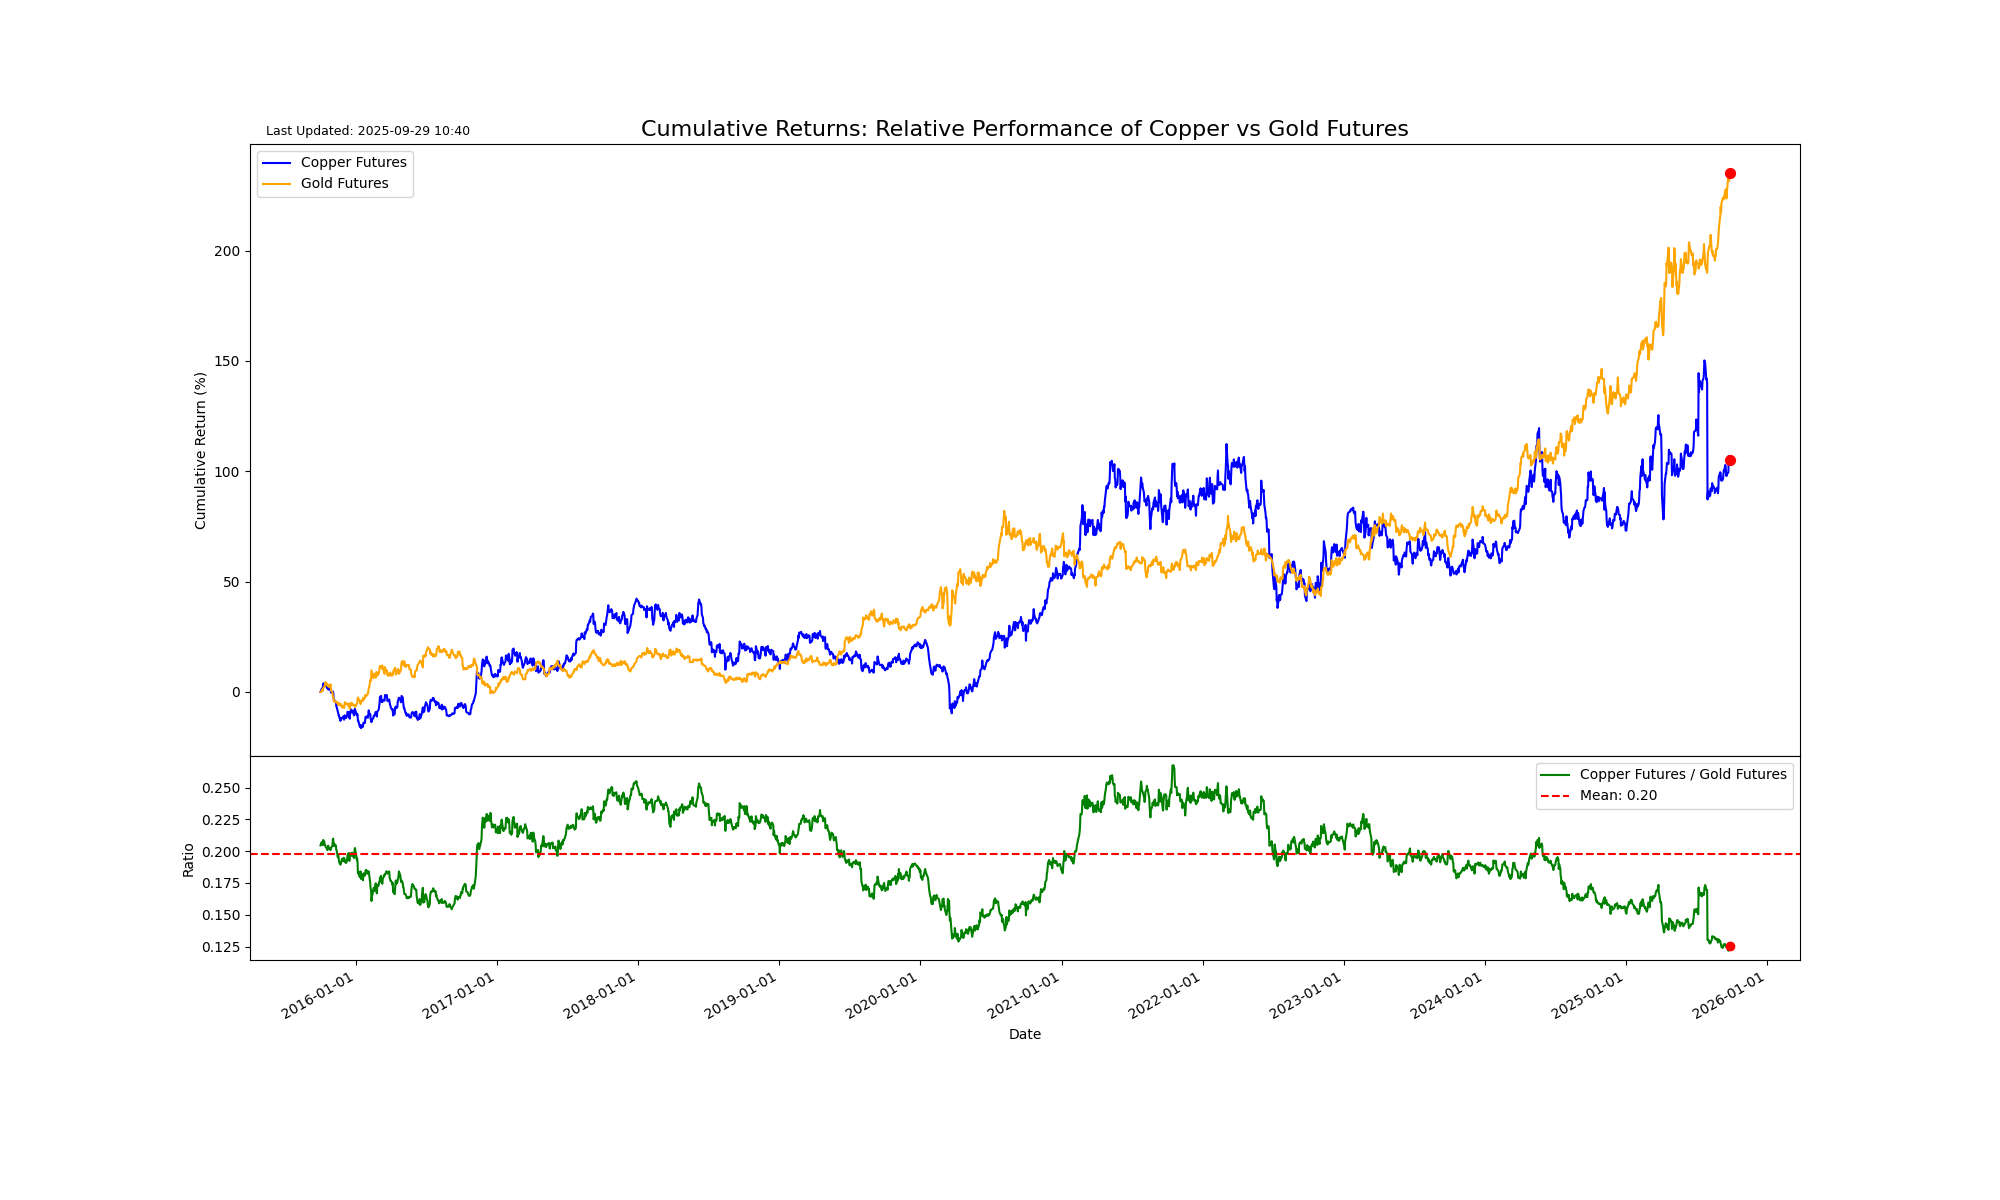 Last Updated: 2025-09-29 10:40
Cumulative Returns: Relative Performance of Copper vs Gold Futures
Copper Futures
Gold Futures
200
150
100
50
0
Cumulative Return (%)
Copper Futures / Gold Futures
Mean: 0.20
0.250
0.225
0.200
0.175
0.150
0.125
Ratio
2016-01-01
2017-01-01
2018-01-01
2019-01-01
2020-01-01
2021-01-01
2022-01-01
2023-01-01
2024-01-01
2025-01-01
2026-01-01
Date